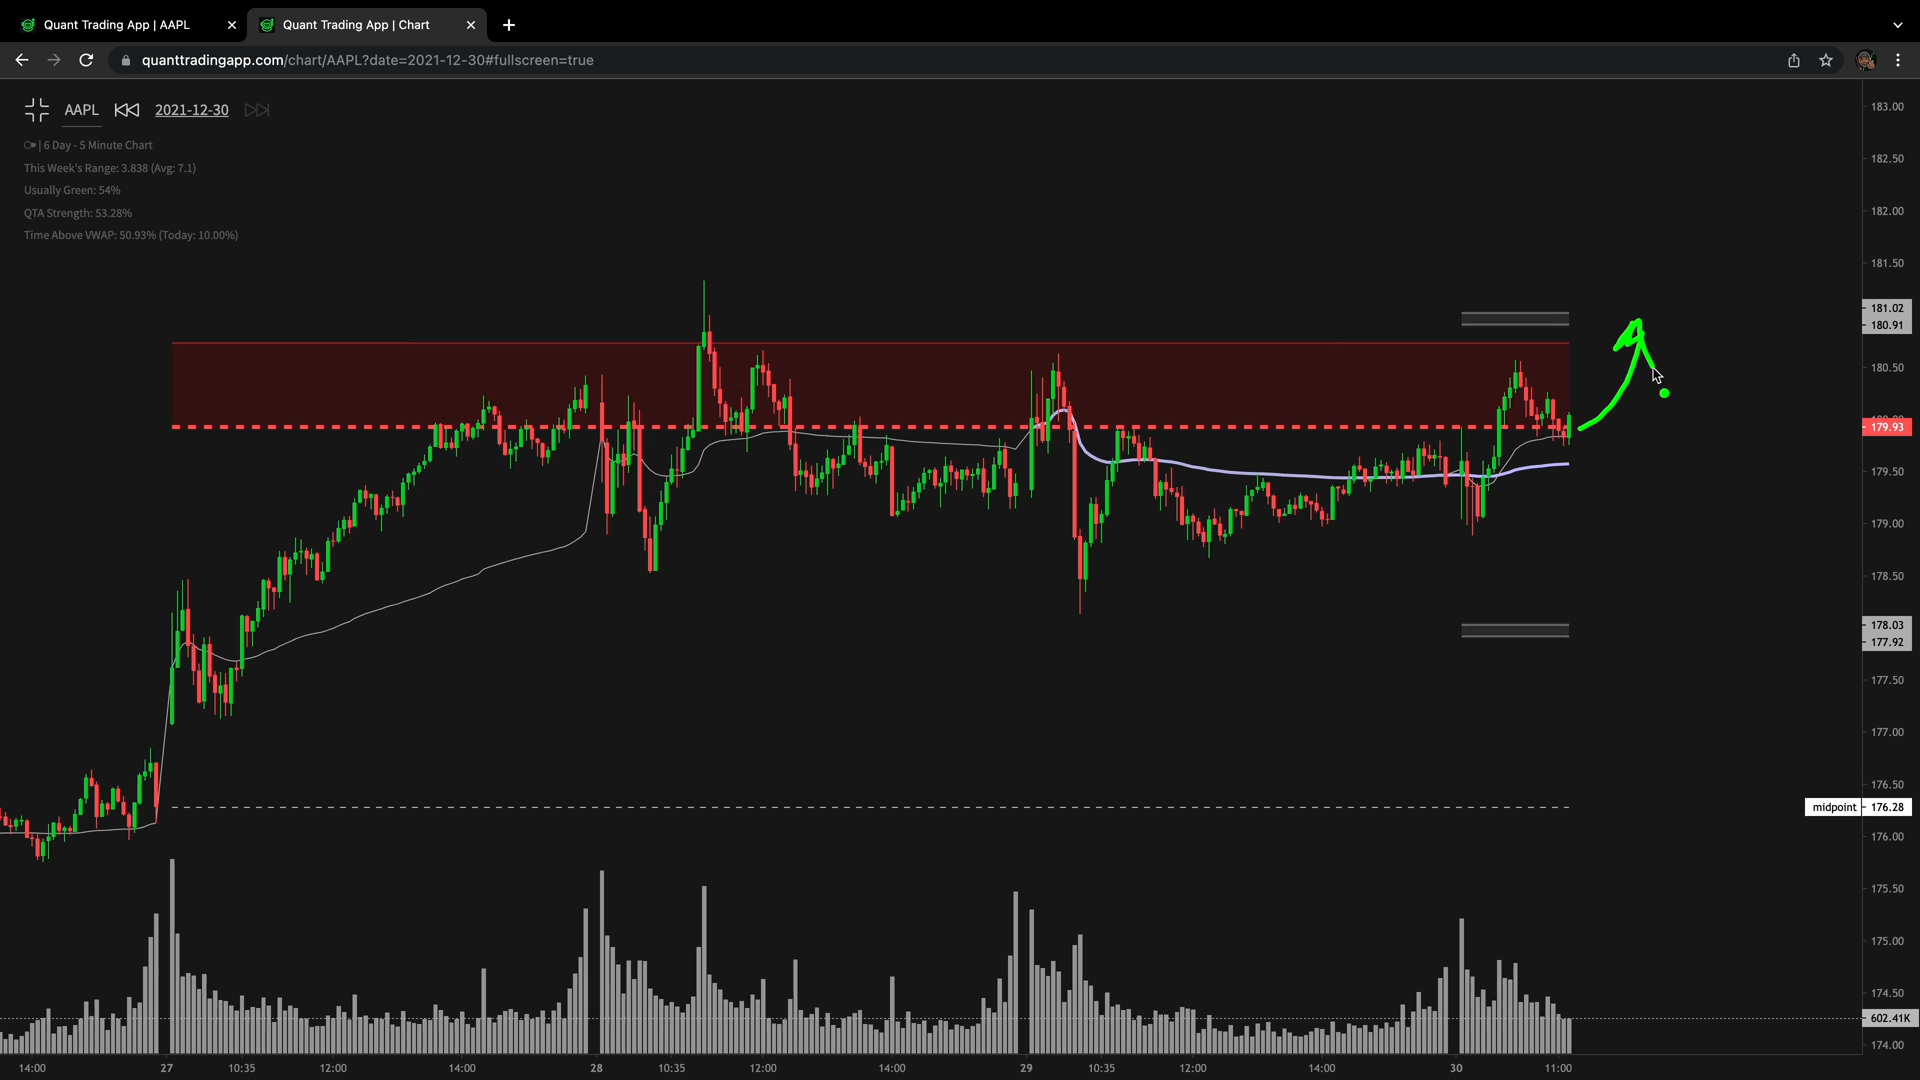 Quant Trading App | AAPL
Quant Trading App | Chart
quanttradingapp.com/chart/AAPL?date=2021-12-30#fullscreen=true
AAPL 2021-12-30
| 6 Day - 5 Minute Chart
This Week's Range: 3.838 (Avg: 7.1)
Usually Green: 54%
QTA Strength: 53.28%
Time Above VWAP: 50.93% (Today: 10.00%)
183.00
182.50
182.00
181.50
181.02
180.91
180.50
179.93
179.50
179.00
178.50
178.03
177.92
177.50
177.00
176.50
midpoint 176.28
176.00
175.50
175.00
174.50
602.41K
174.00
14:00 27 10:35 12:00 14:00 28 10:35 12:00 14:00 29 10:35 12:00 14:00 30 11:00